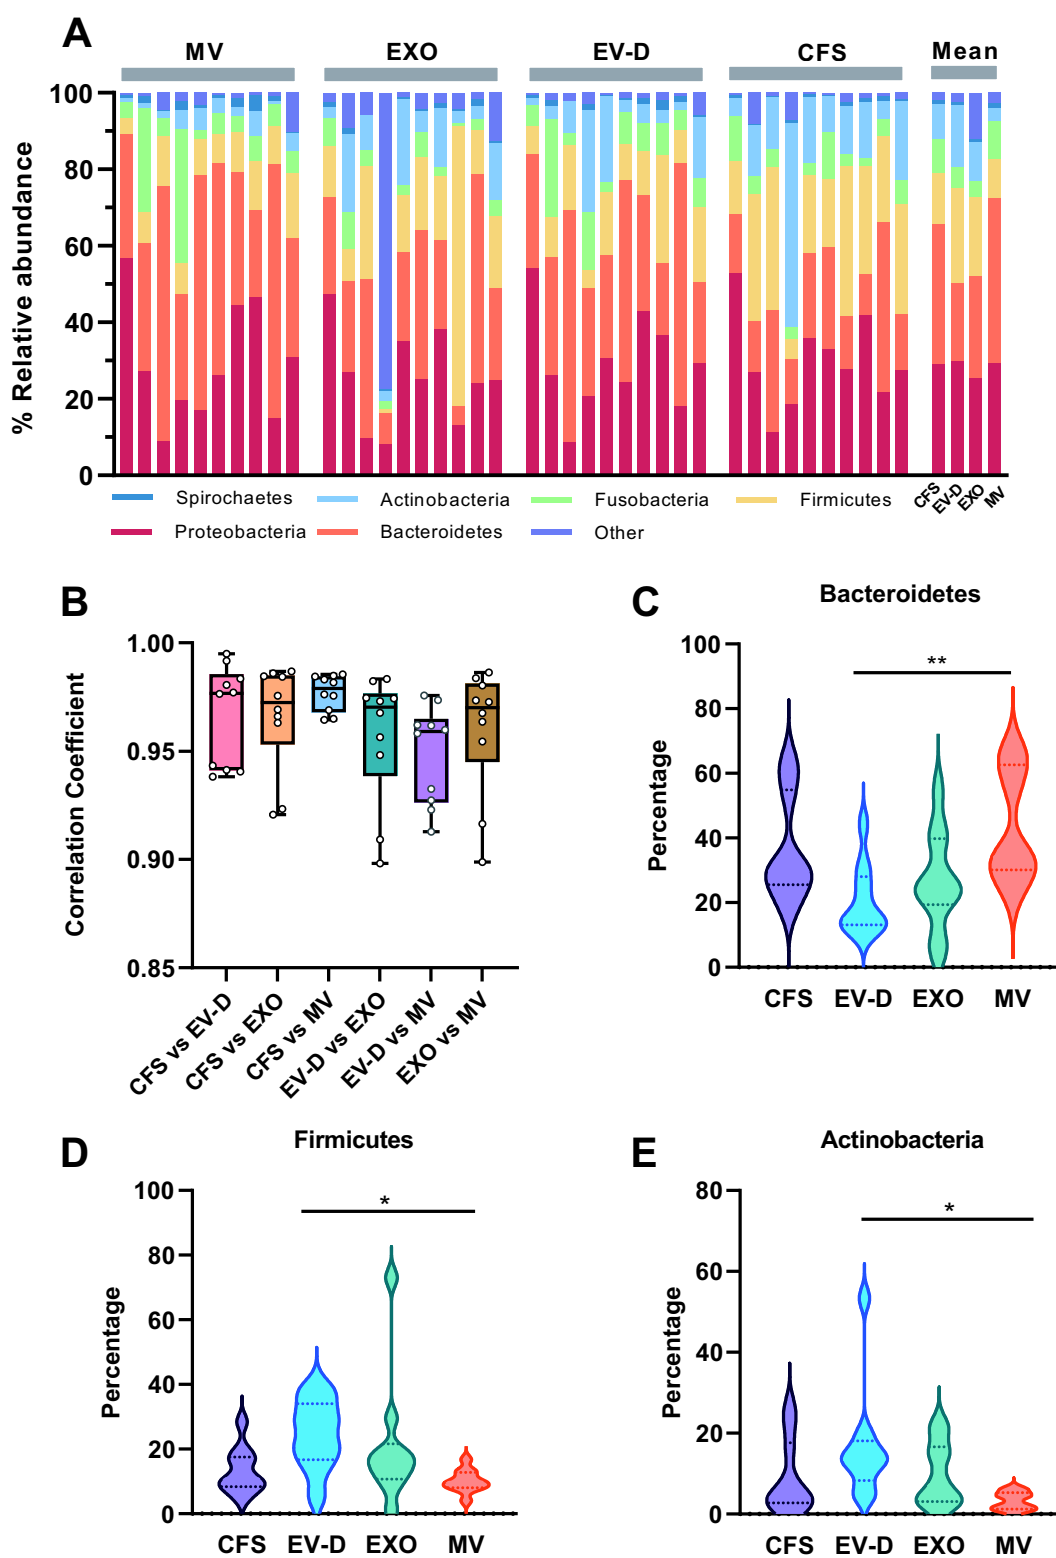 A
MV EXO EV-D CFS Mean
% Relative abundance
100
80
60
40
20
0
CFS EV-D EXO MV
Spirochaetes Actinobacteria Fusobacteria Firmicutes
Proteobacteria Bacteroidetes Other
B
Correlation Coefficient
1.00
0.95
0.90
0.85
CFS vs EV-D
CFS vs EXO
CFS vs MV
EV-D vs EXO
EV-D vs MV
EXO vs MV
C
Bacteroidetes
Percentage
100
80
60
40
20
0
**
CFS EV-D EXO MV
D
Firmicutes
Percentage
100
80
60
40
20
0
*
CFS EV-D EXO MV
E
Actinobacteria
Percentage
80
60
40
20
0
*
CFS EV-D EXO MV